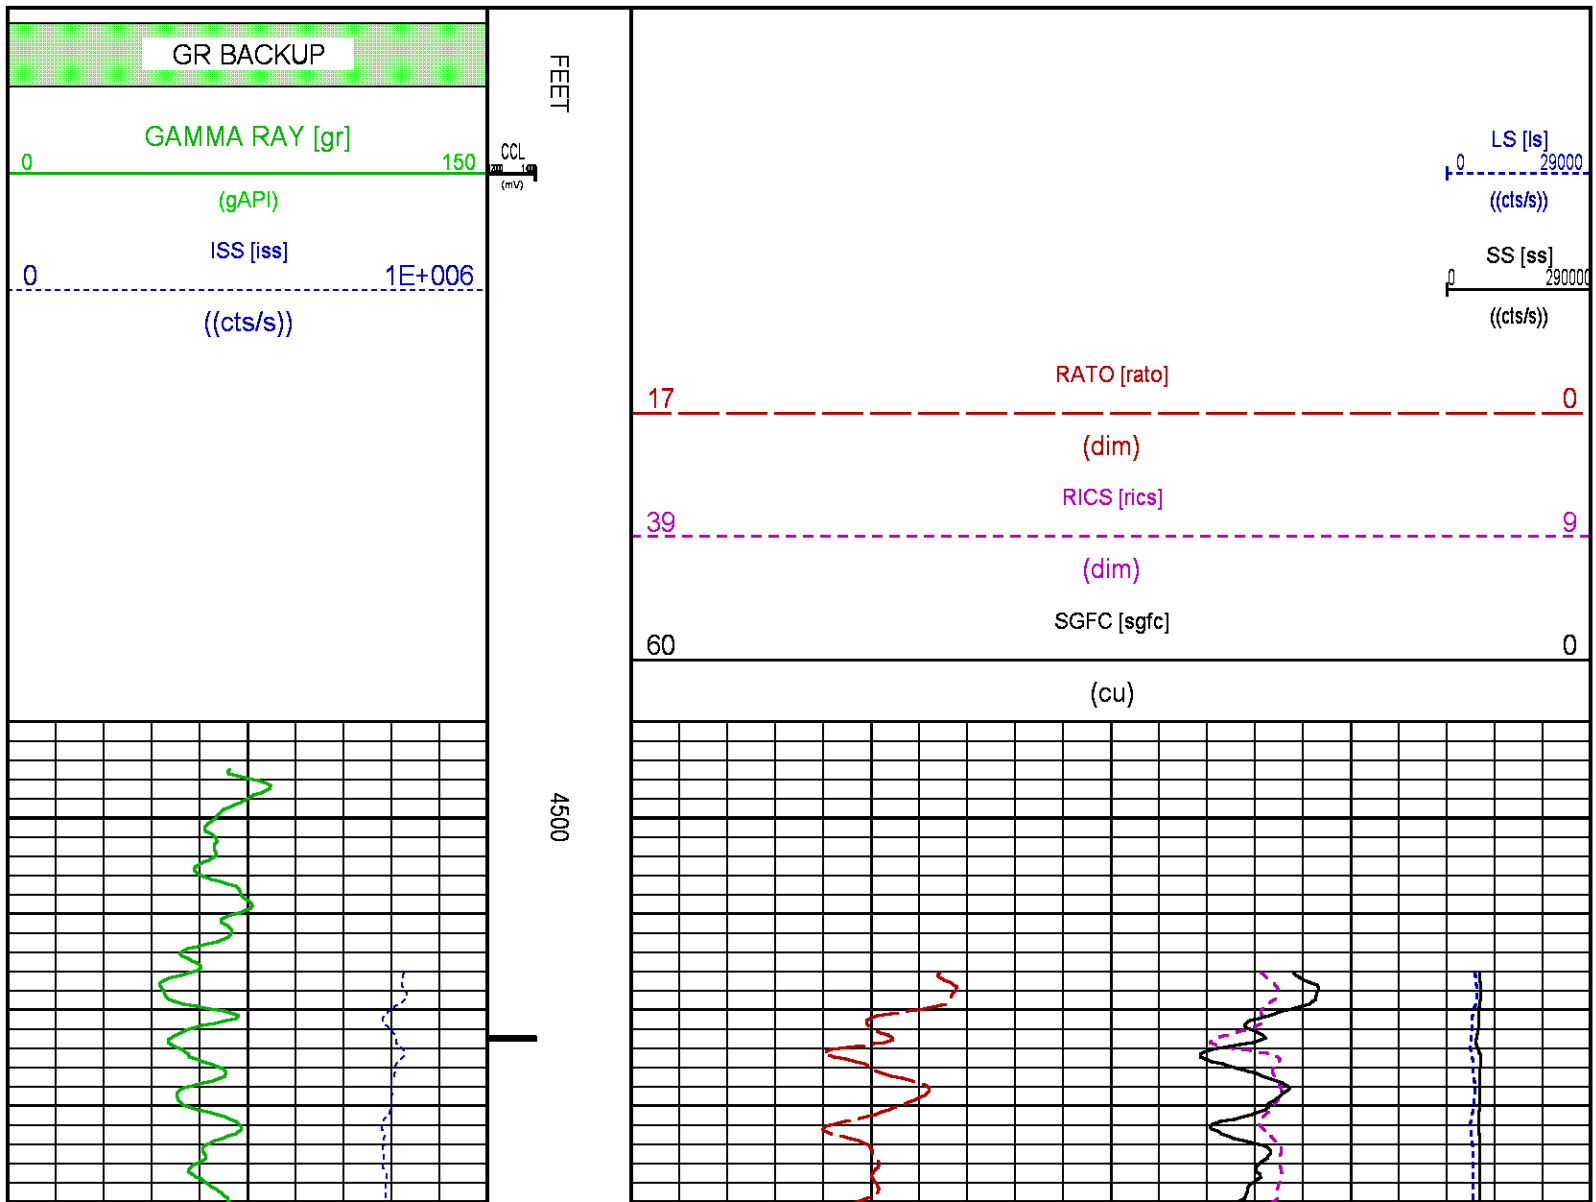 GR BACKUP
GAMMA RAY [gr]
0 150
(gAPI)
ISS [iss]
0 1E+006
((cts/s))
FEET
CCL
(mV)
LS [ls]
0 29000
((cts/s))
SS [ss]
0 290000
((cts/s))
RATO [rato]
17 0
(dim)
RICS [rics]
39 9
(dim)
SGFC [sgfc]
60 0
(cu)
4500